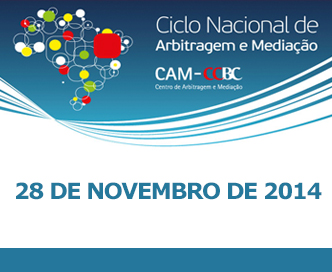 Ciclo Nacional de
Arbitragem e Mediação
CAM-CCBC
Centro de Arbitragem e Mediação
28 DE NOVEMBRO DE 2014